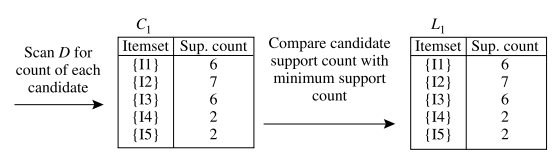 Scan D for
count of each
candidate
C1
Itemset Sup. count
{I1} 6
{I2} 7
{I3} 6
{I4} 2
{I5} 2
Compare candidate
support count with
minimum support
count
L1
Itemset Sup. count
{I1} 6
{I2} 7
{I3} 6
{I4} 2
{I5} 2